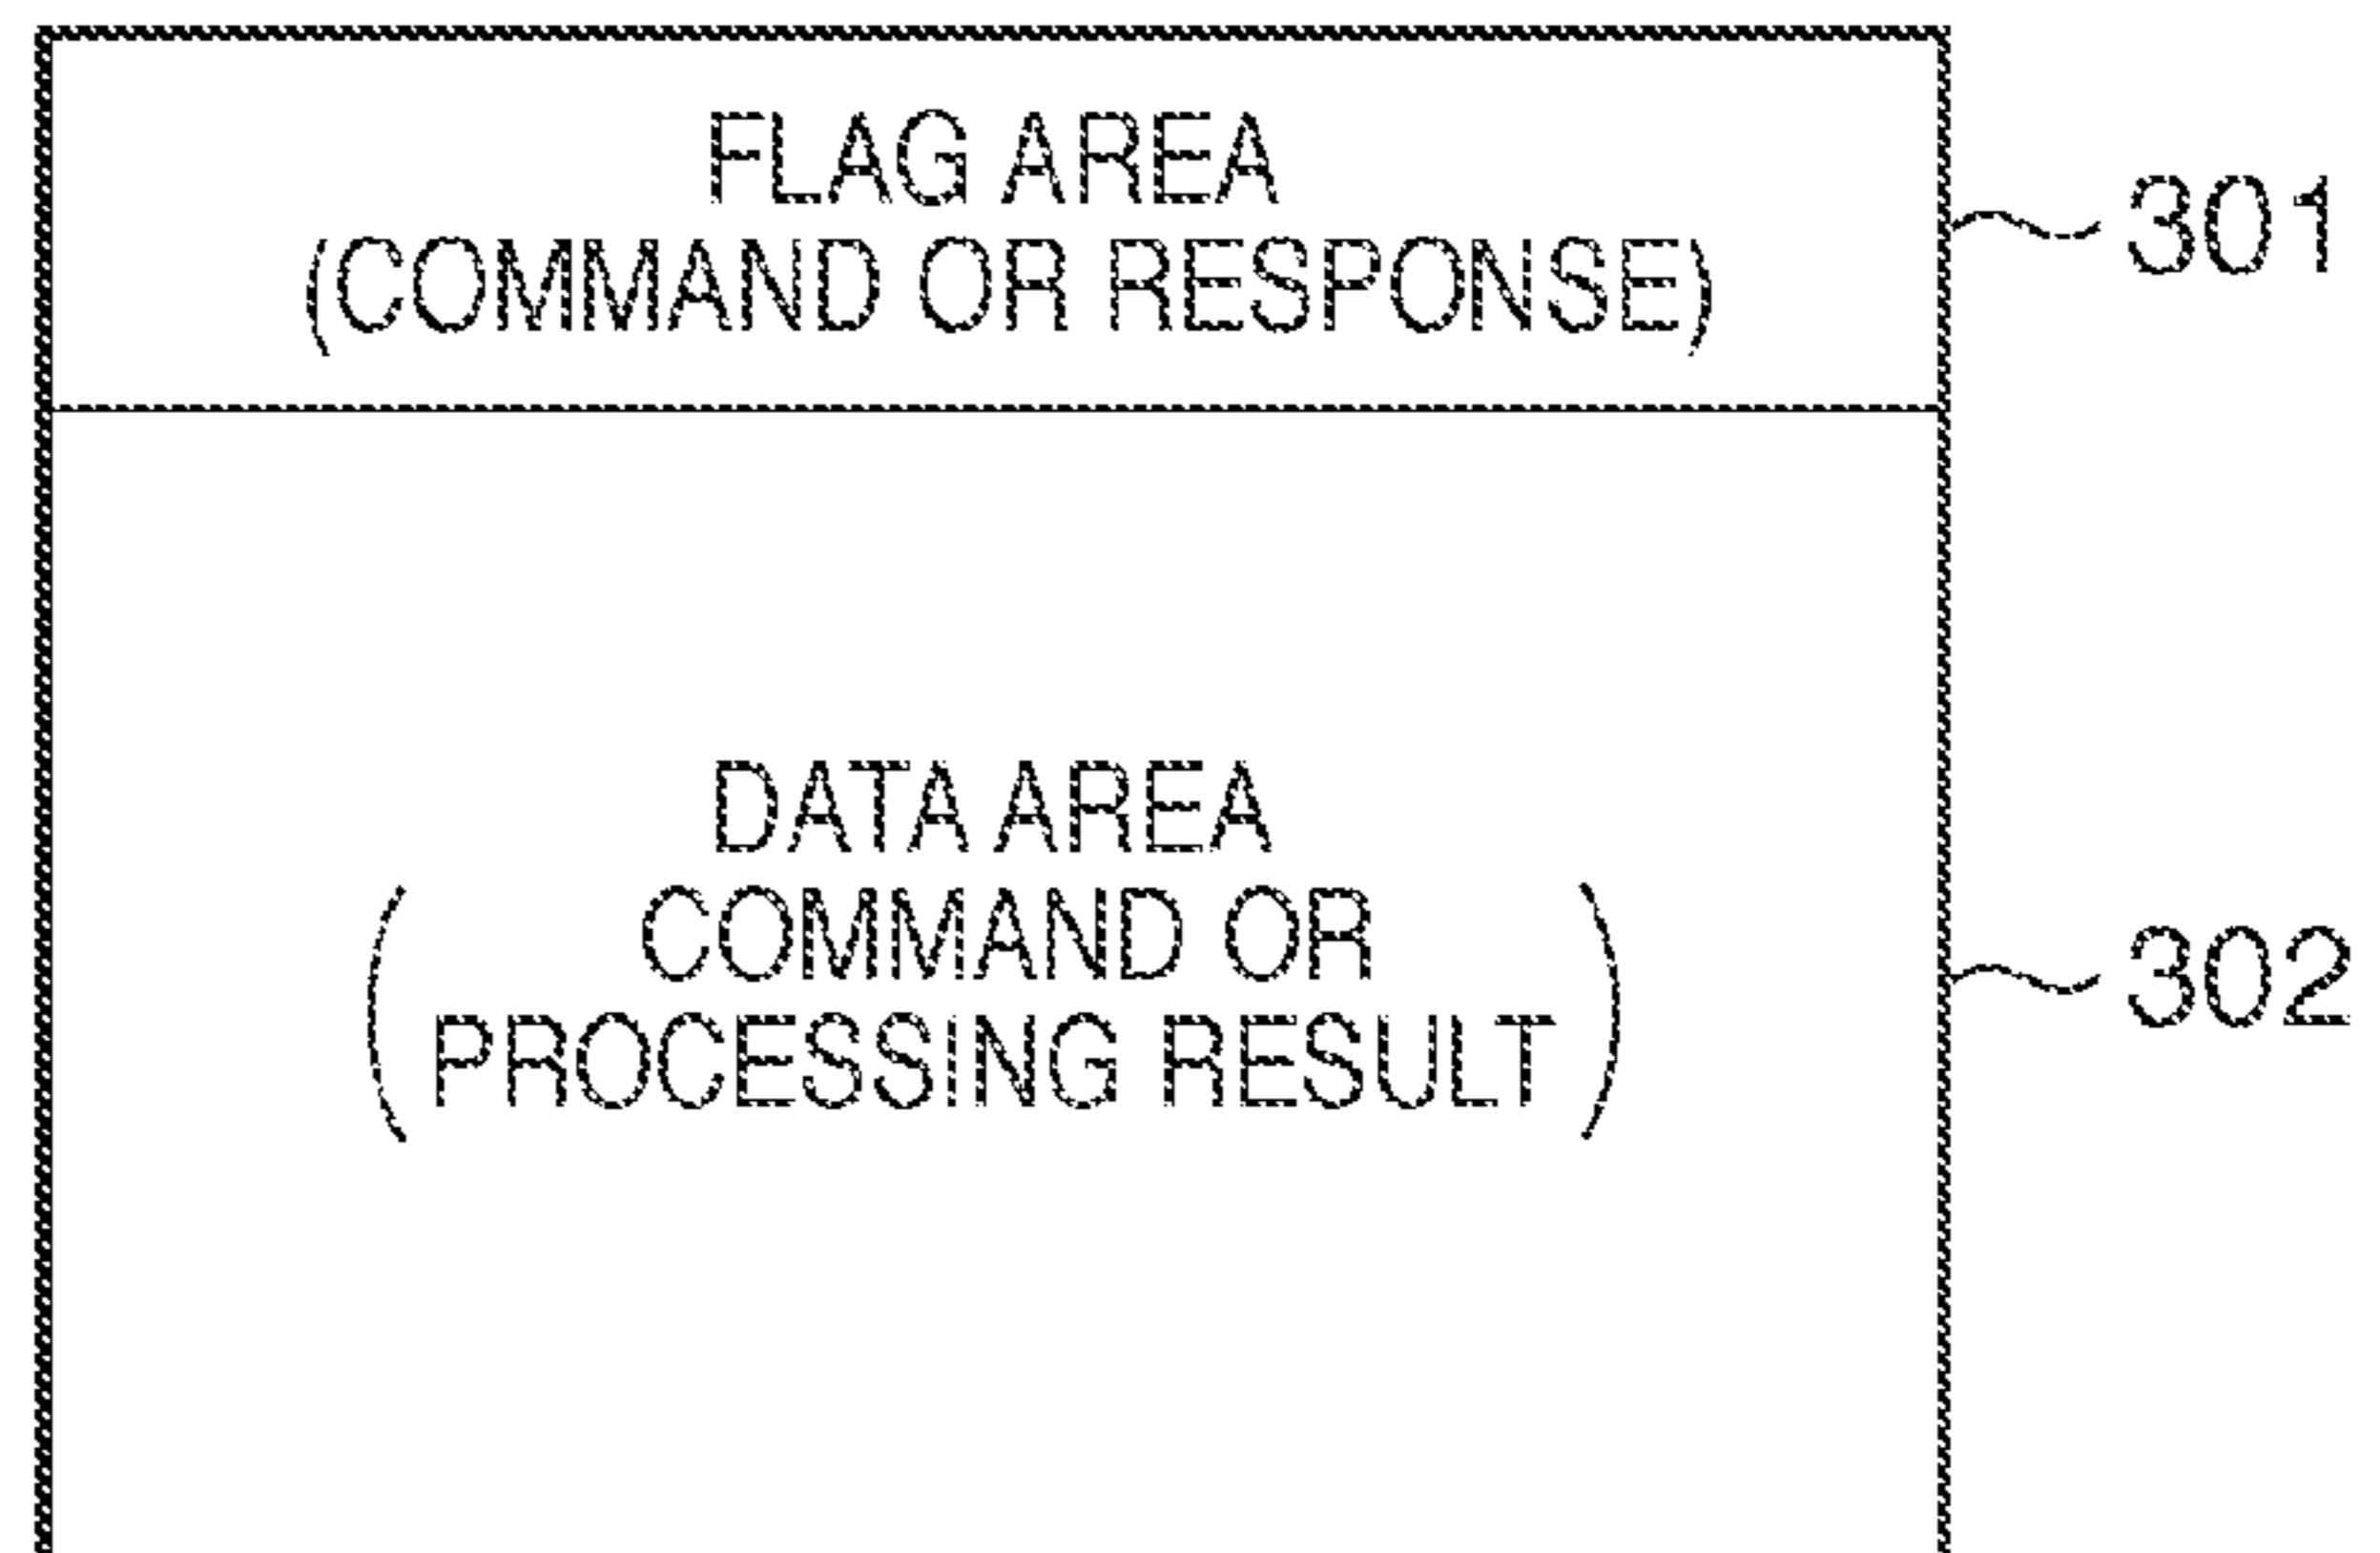 FLAG AREA
(COMMAND OR RESPONSE)
301
DATA AREA
(COMMAND OR
PROCESSING RESULT)
302